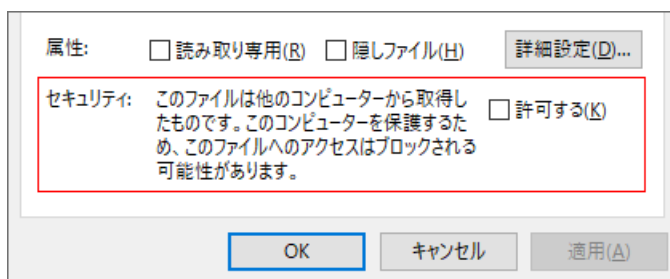 属性: 読み取り専用(R) 隠しファイル(H) 詳細設定(D)...
セキュリティ: このファイルは他のコンピューターから取得し
たものです。このコンピューターを保護するた
め、このファイルへのアクセスはブロックされる
可能性があります。
許可する(K)
OK キャンセル 適用(A)